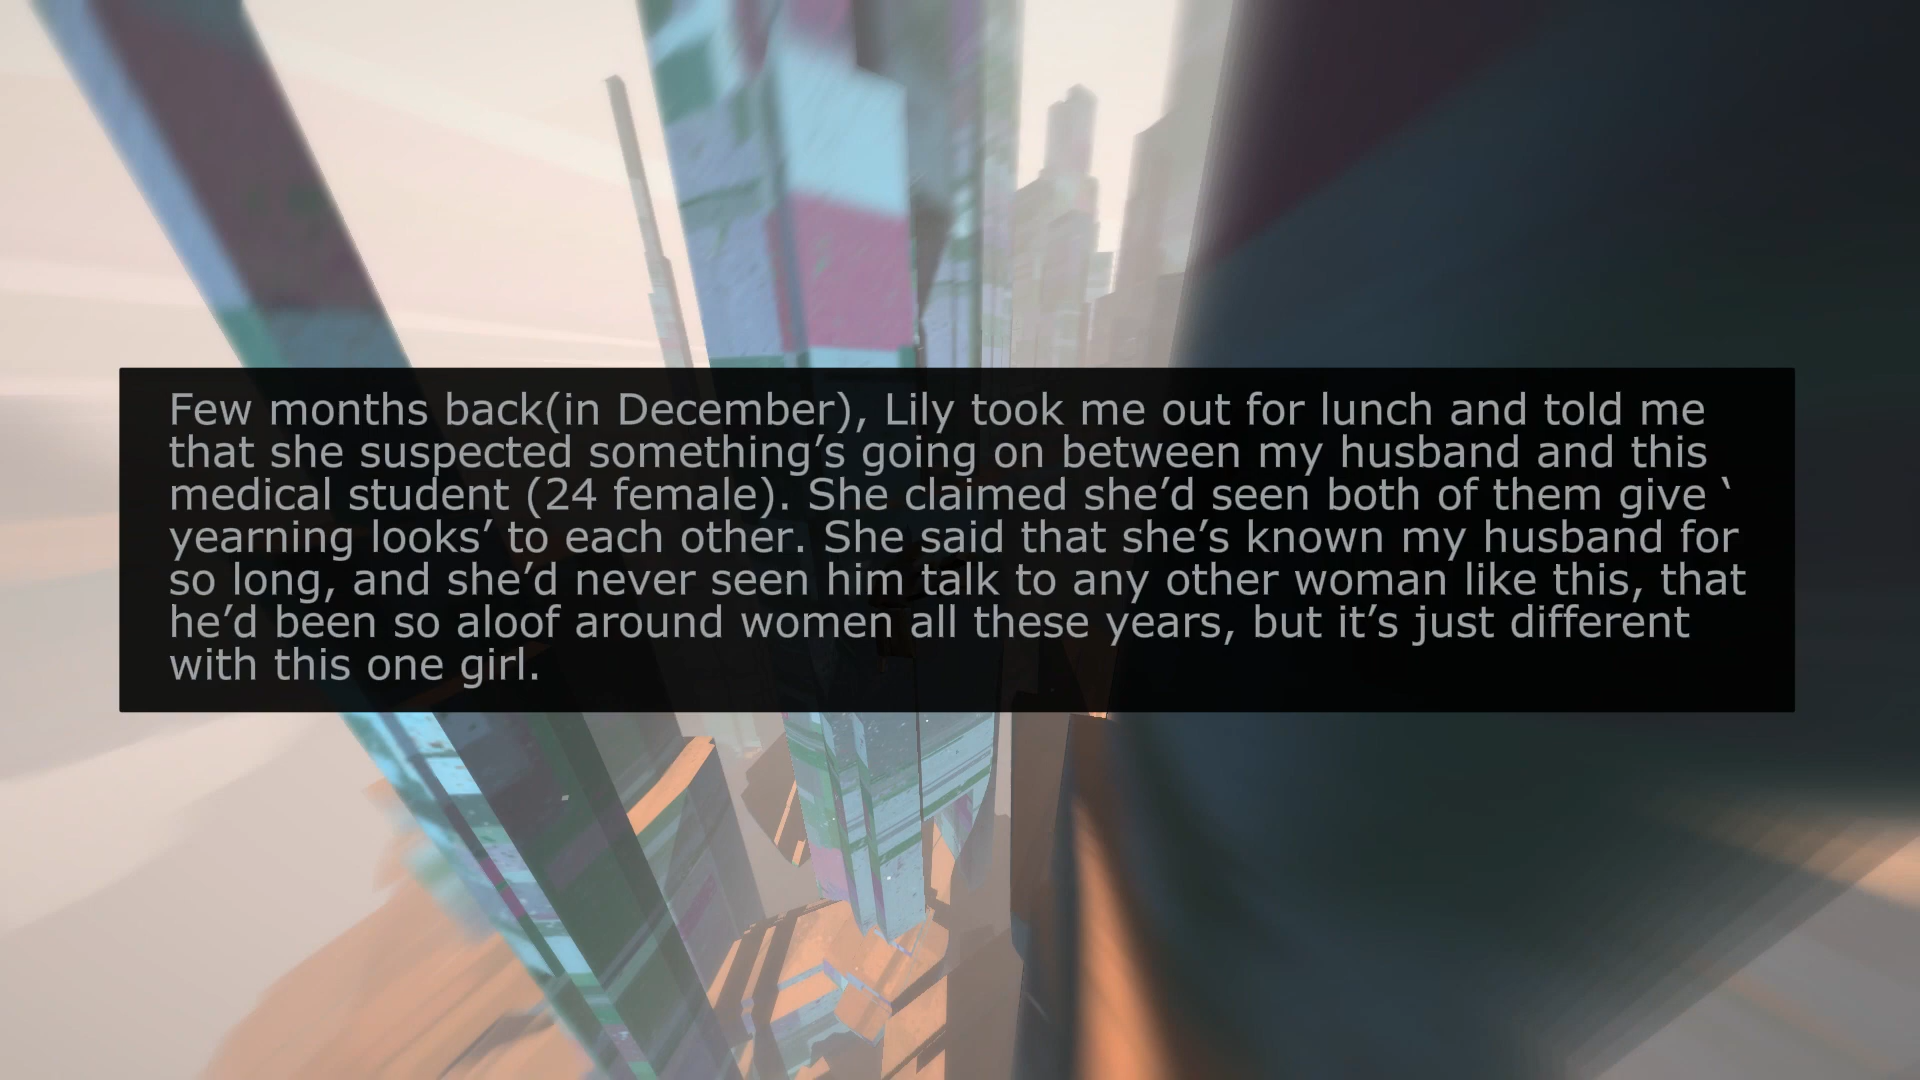 Few months back(in December), Lily took me out for lunch and told me
that she suspected something’s going on between my husband and this
medical student (24 female). She claimed she’d seen both of them give ‘
yearning looks’ to each other. She said that she’s known my husband for
so long, and she’d never seen him talk to any other woman like this, that
he’d been so aloof around women all these years, but it’s just different
with this one girl.